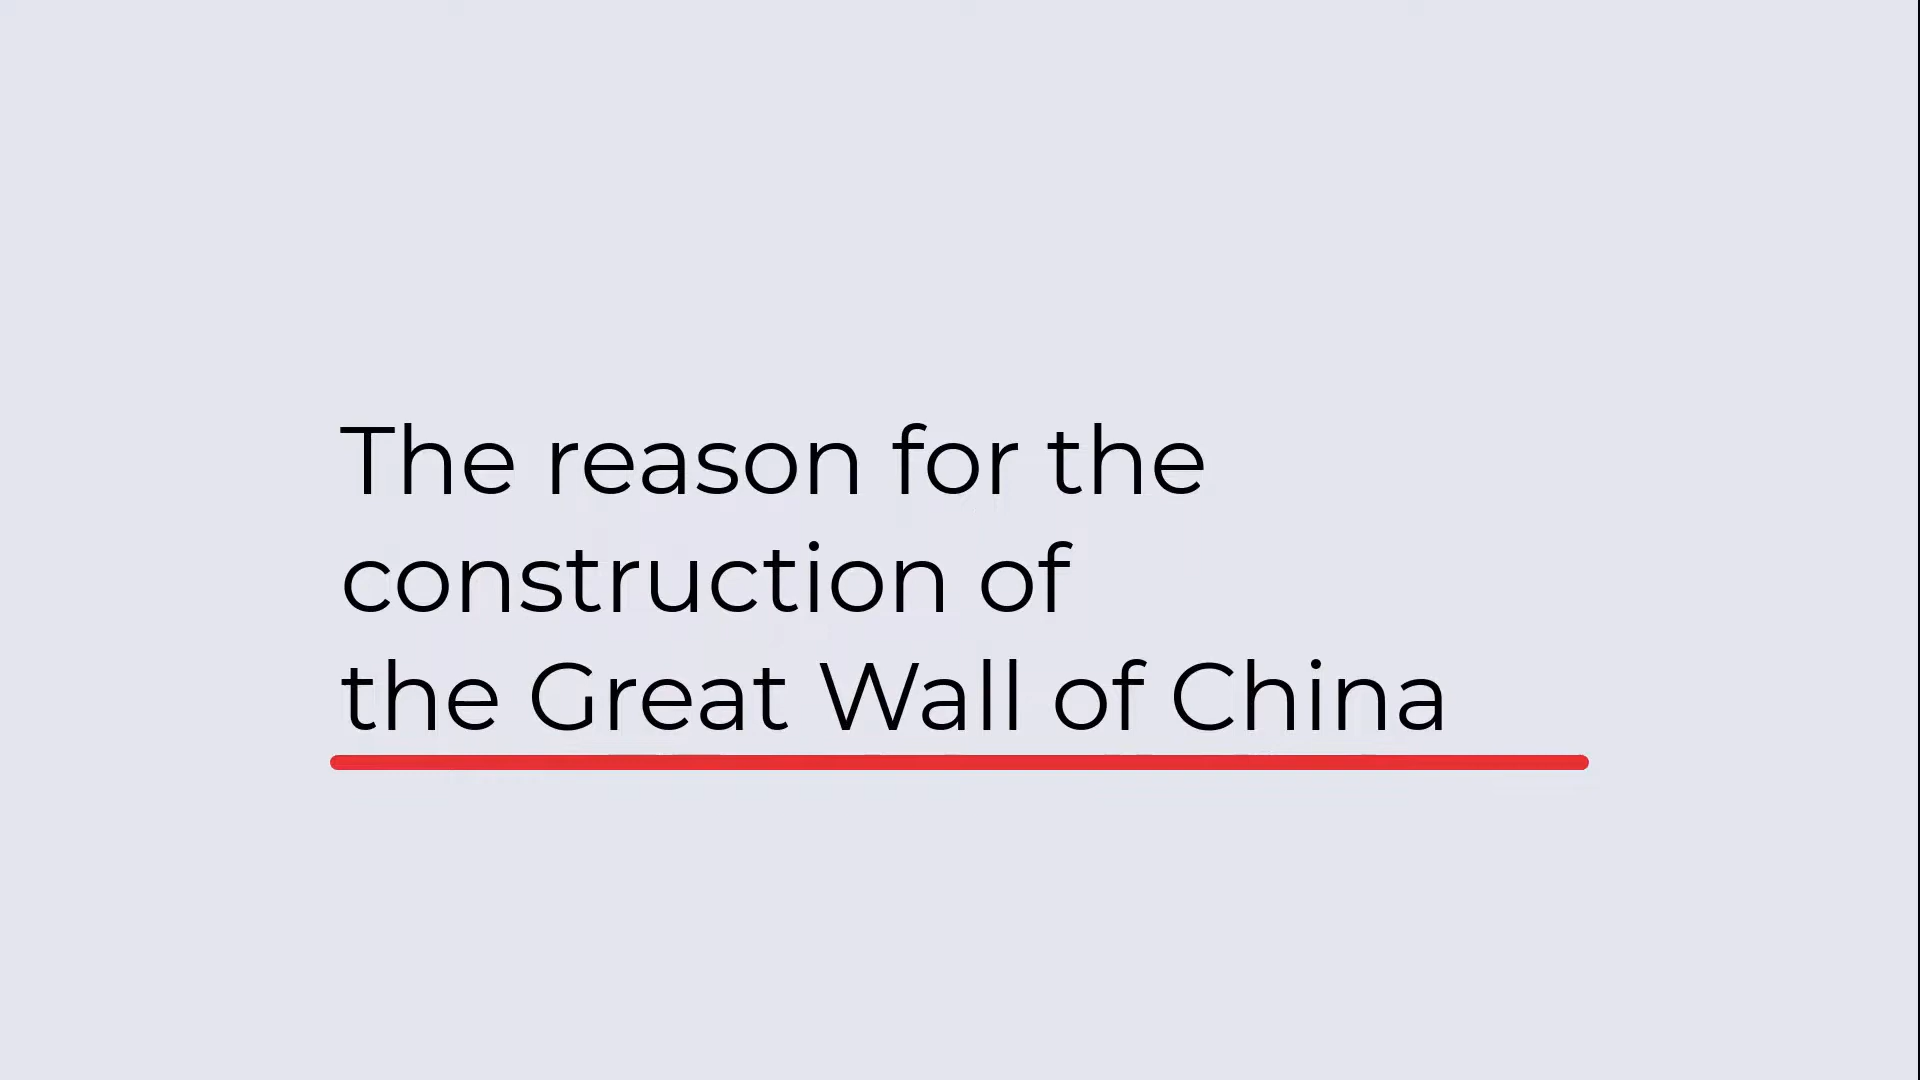 The reason for the
construction of
the Great Wall of China